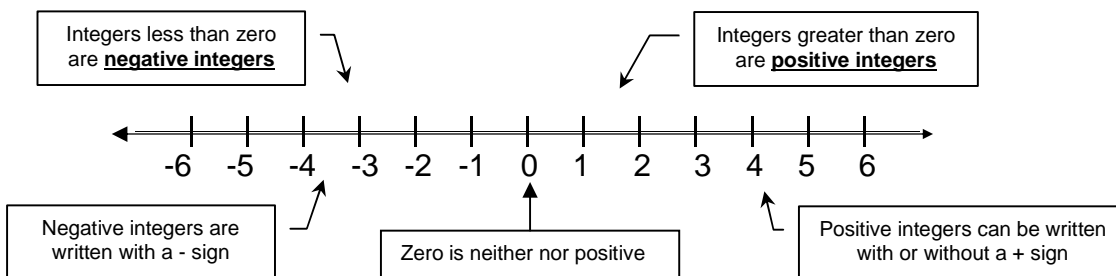 Integers less than zero
are negative integers
Integers greater than zero
are positive integers
-6 -5 -4 -3 -2 -1 0 1 2 3 4 5 6
Negative integers are
written with a - sign
Zero is neither nor positive
Positive integers can be written
with or without a + sign